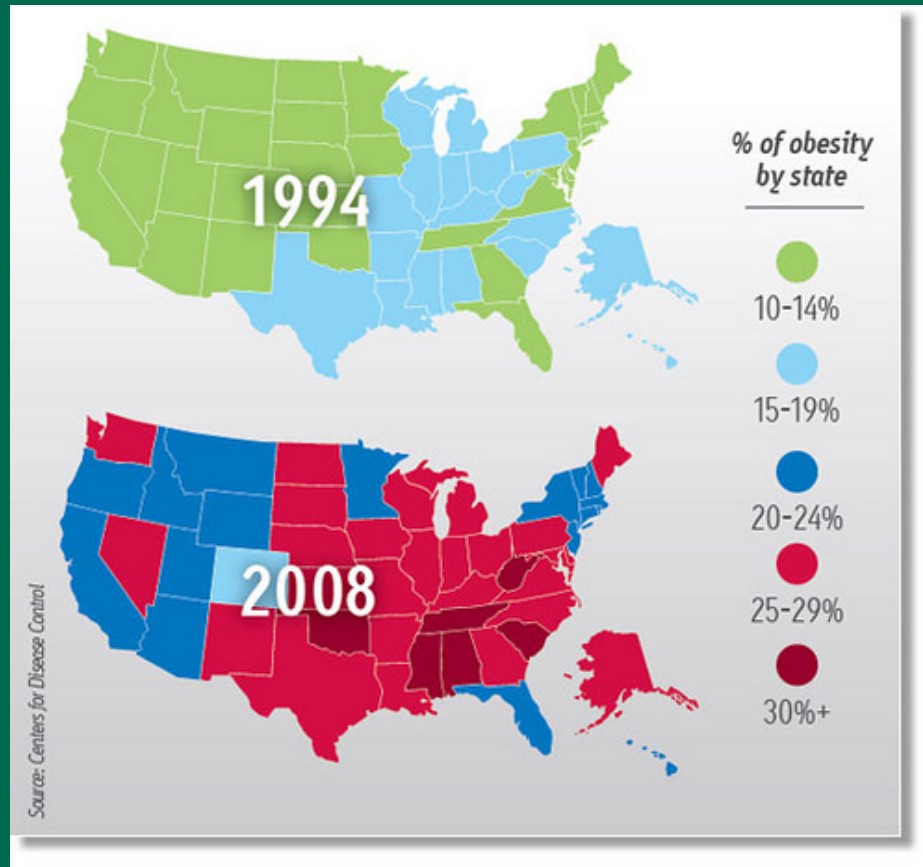 1994
% of obesity
by state
10-14%
15-19%
20-24%
25-29%
30%+
2008
Source: Centers for Disease Control